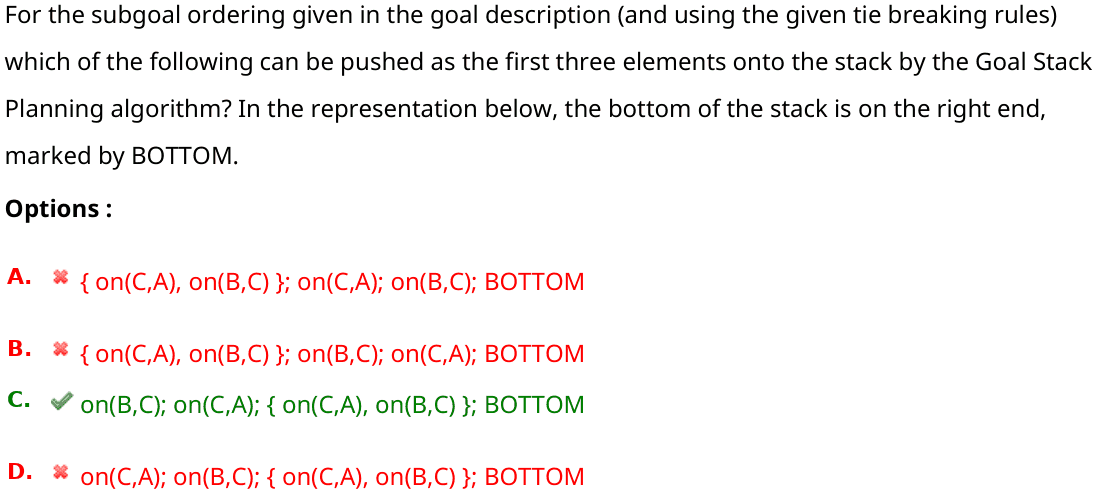 For the subgoal ordering given in the goal description (and using the given tie breaking rules)
which of the following can be pushed as the first three elements onto the stack by the Goal Stack
Planning algorithm? In the representation below, the bottom of the stack is on the right end,
marked by BOTTOM.
Options :
A. { on(C,A), on(B,C) }; on(C,A); on(B,C); BOTTOM
B. { on(C,A), on(B,C) }; on(B,C); on(C,A); BOTTOM
C. on(B,C); on(C,A); { on(C,A), on(B,C) }; BOTTOM
D. on(C,A); on(B,C); { on(C,A), on(B,C) }; BOTTOM